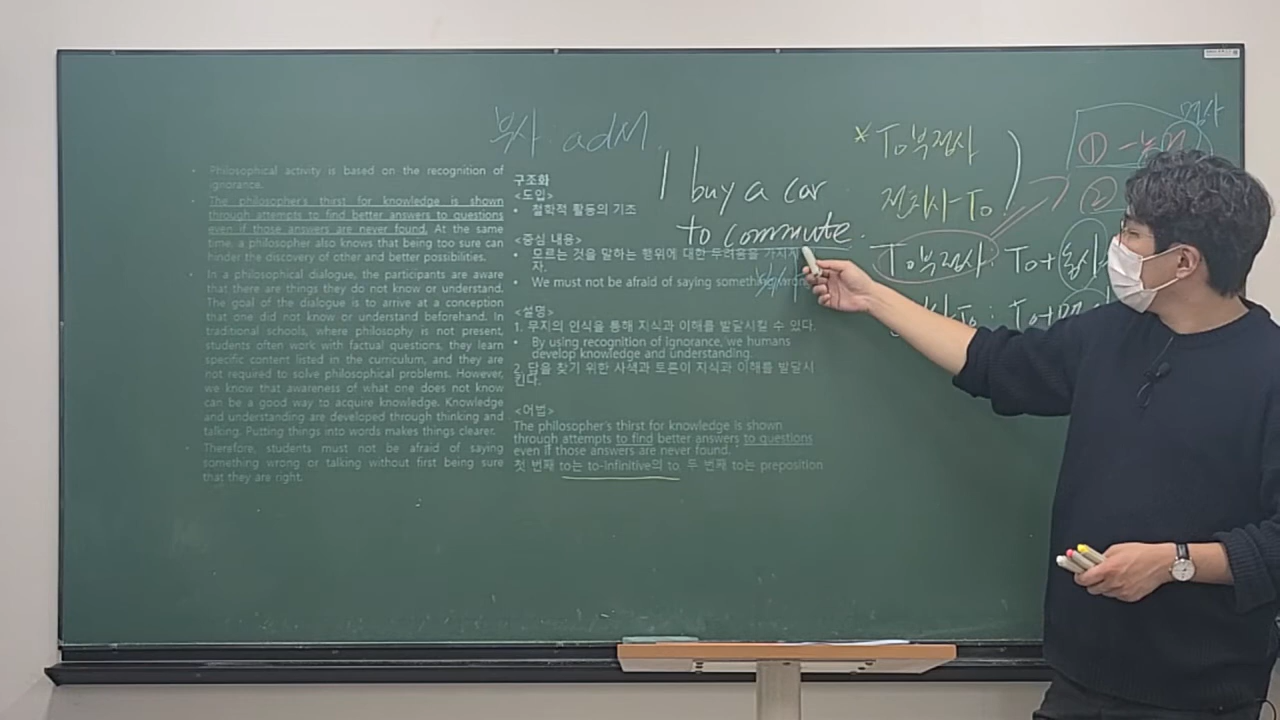 Philosophical activity is based on the recognition of
ignorance.
The philosopher's thirst for knowledge is shown
through attempts to find better answers to questions
even if those answers are never found. At the same
time, a philosopher also knows that being too sure can
hinder the discovery of other and better possibilities.
In a philosophical dialogue, the participants are aware
that there are things they do not know or understand.
The goal of the dialogue is to arrive at a conception
that one did not know or understand beforehand. In
traditional schools, where philosophy is not present,
students often work with factual questions, they learn
specific content listed in the curriculum, and they are
not required to solve philosophical problems. However,
we know that awareness of what one does not know
can be a good way to acquire knowledge. Knowledge
and understanding are developed through thinking and
talking. Putting things into words makes things clearer.
Therefore, students must not be afraid of saying
something wrong or talking without first being sure
that they are right.
구조화
<도입>
철학적 활동의 기조
<중심 내용>
모르는 것을 말하는 행위에 대한 두려움을 가지지
자.
We must not be afraid of saying something wrong
<설명>
1. 무지의 인식을 통해 지식과 이해를 발달시킬 수 있다.
By using recognition of ignorance, we humans
develop knowledge and understanding.
2. 답을 찾기 위한 사색과 토론이 지식과 이해를 발달시
킨다.
<어법>
The philosopher's thirst for knowledge is shown
through attempts to find better answers to questions
even if those answers are never found.
첫 번째 to는 to-infinitive의 to, 두 번째 to는 preposition
부사:
I buy a car
to commute.
* To부정사
전치사-To
To부정사: To+동사
To+
명사
①
②